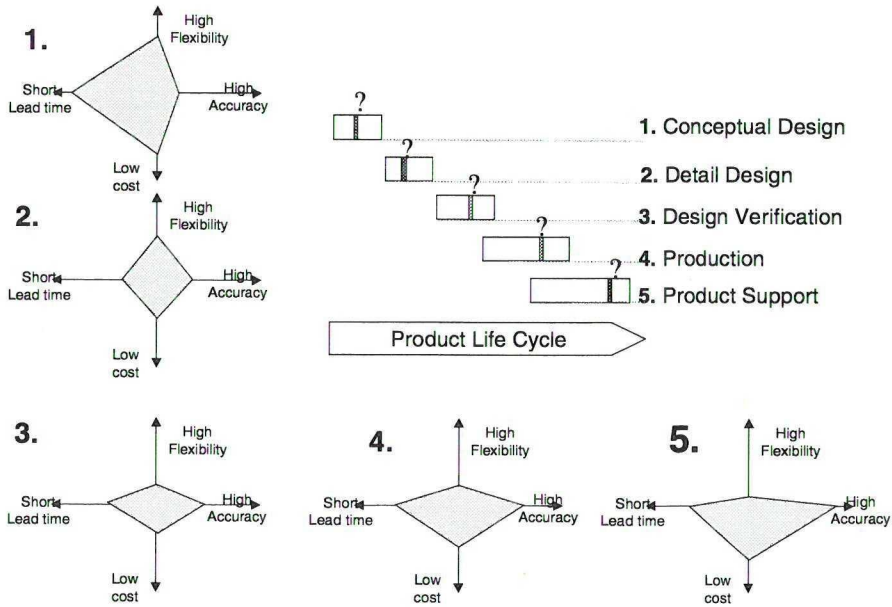 1.
High
Flexibility
Short
Lead time
High
Accuracy
Low
cost
2.
High
Flexibility
Short
Lead time
High
Accuracy
Low
cost
?
1. Conceptual Design
?
2. Detail Design
?
3. Design Verification
?
4. Production
?
5. Product Support
Product Life Cycle
3.
High
Flexibility
Short
Lead time
High
Accuracy
Low
cost
4.
High
Flexibility
Short
Lead time
High
Accuracy
Low
cost
5.
High
Flexibility
Short
Lead time
High
Accuracy
Low
cost